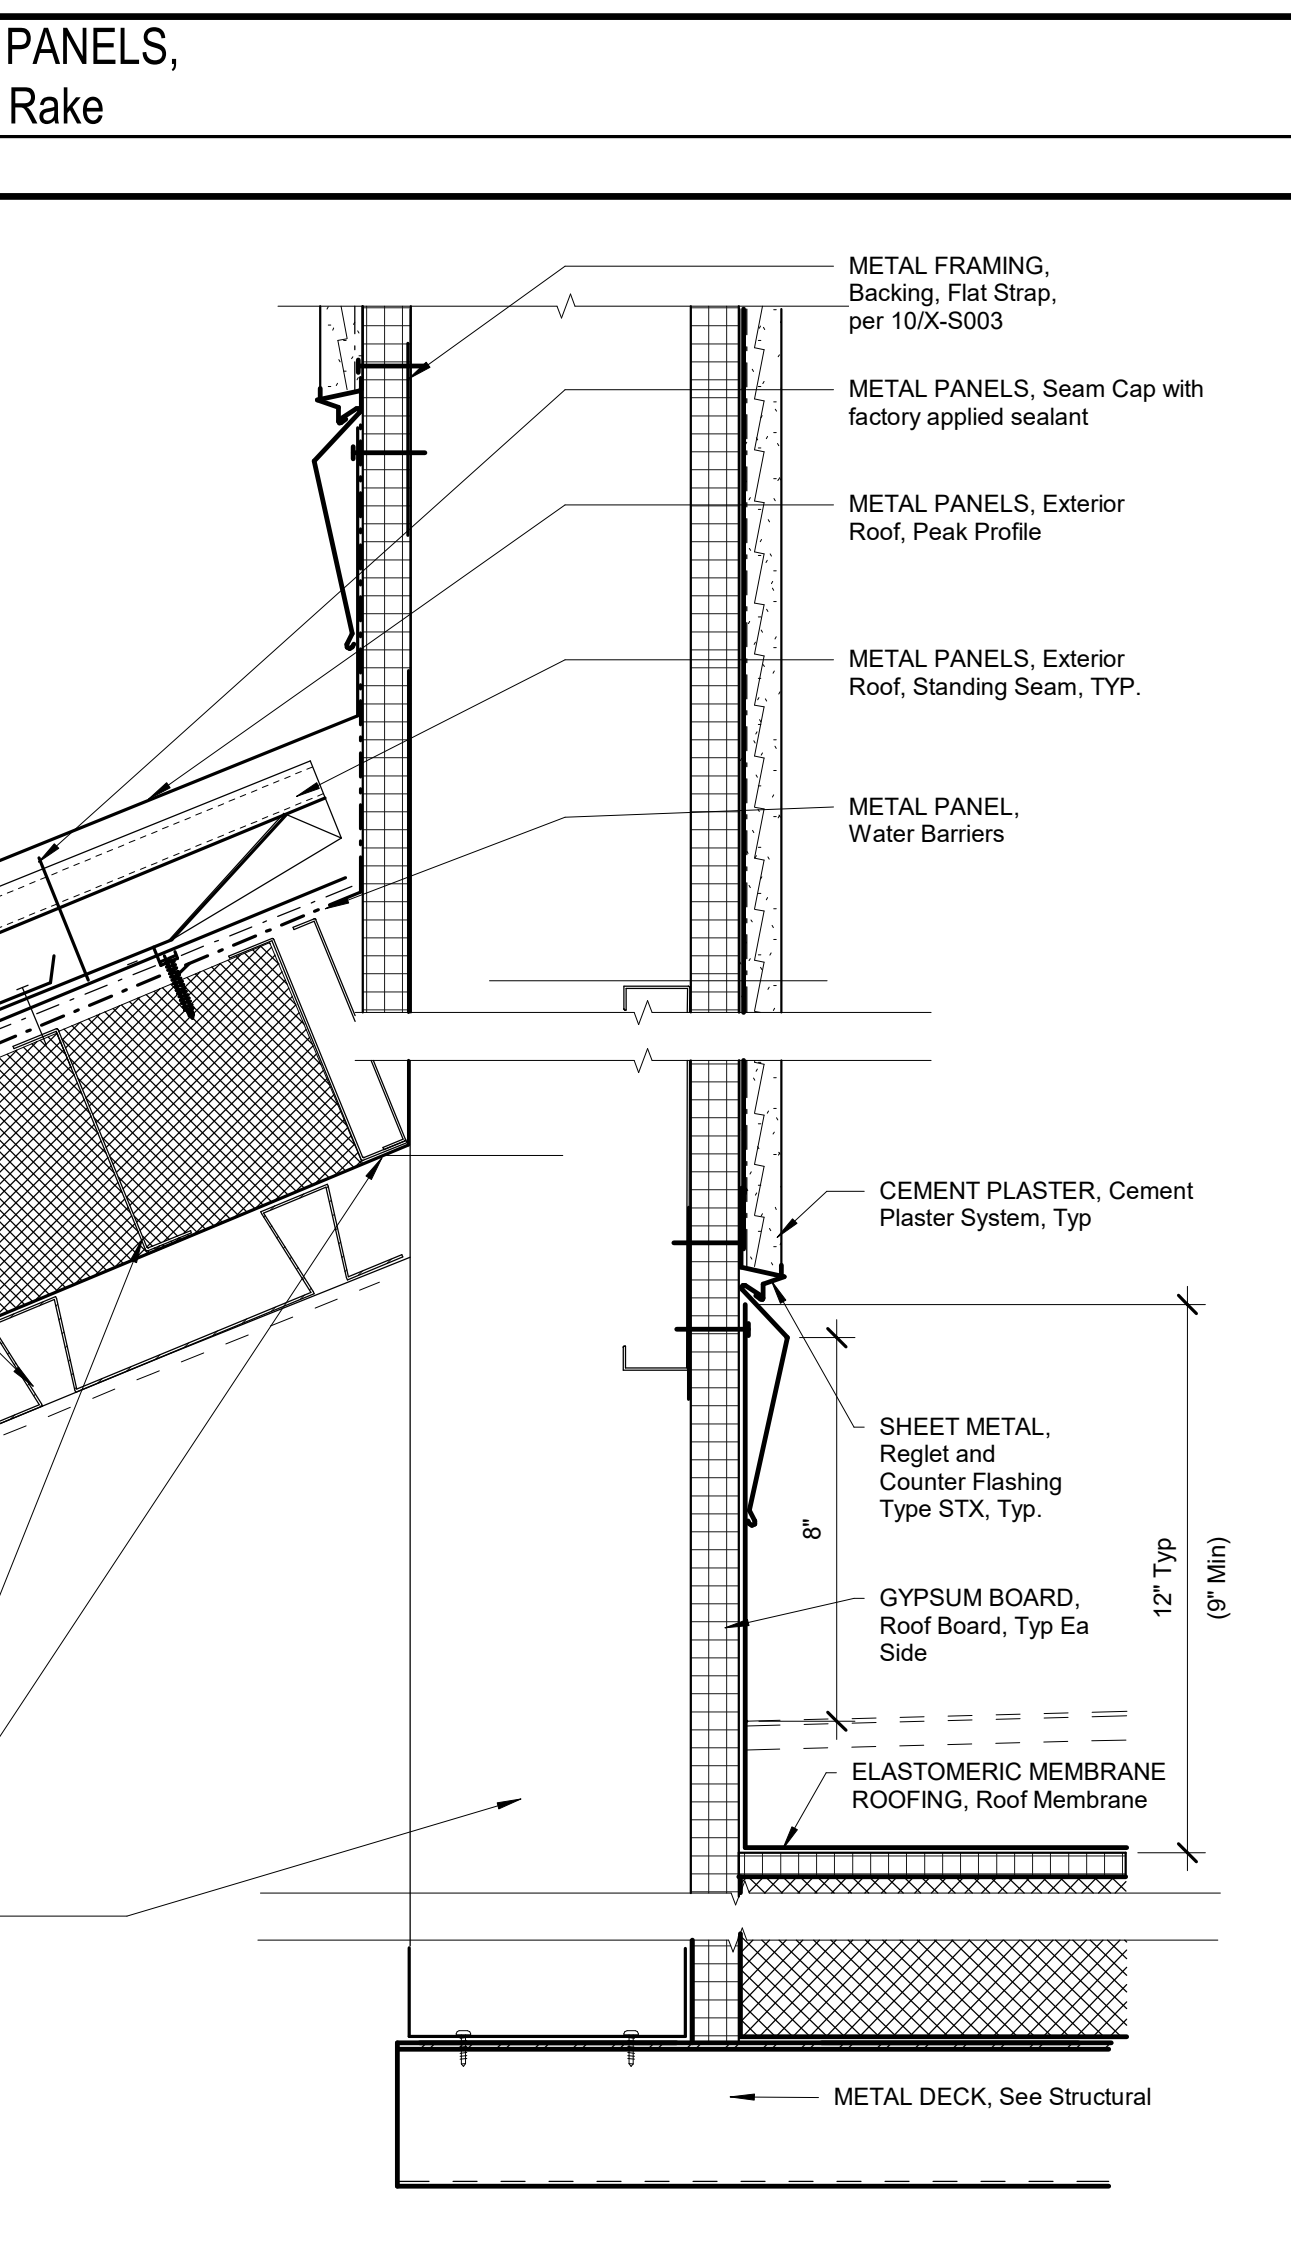 PANELS,
Rake
METAL FRAMING,
Backing, Flat Strap,
per 10/X-S003
METAL PANELS, Seam Cap with
factory applied sealant
METAL PANELS, Exterior
Roof, Peak Profile
METAL PANELS, Exterior
Roof, Standing Seam, TYP.
METAL PANEL,
Water Barriers
CEMENT PLASTER, Cement
Plaster System, Typ
SHEET METAL,
Reglet and
Counter Flashing
Type STX, Typ.
8"
12" Typ
(9" Min)
GYPSUM BOARD,
Roof Board, Typ Ea
Side
ELASTOMERIC MEMBRANE
ROOFING, Roof Membrane
METAL DECK, See Structural